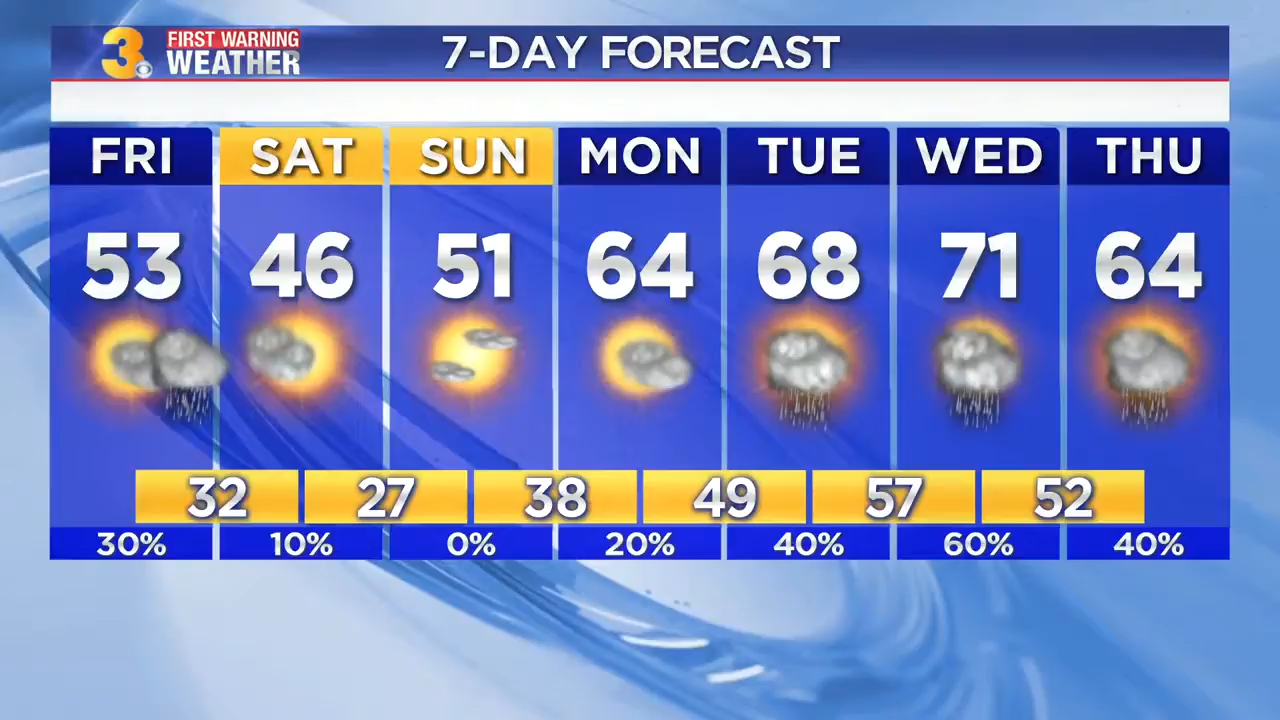 3 FIRST WARNING
WEATHER
7-DAY FORECAST
FRI SAT SUN MON TUE WED THU
53 46 51 64 68 71 64
32 27 38 49 57 52
30% 10% 0% 20% 40% 60% 40%